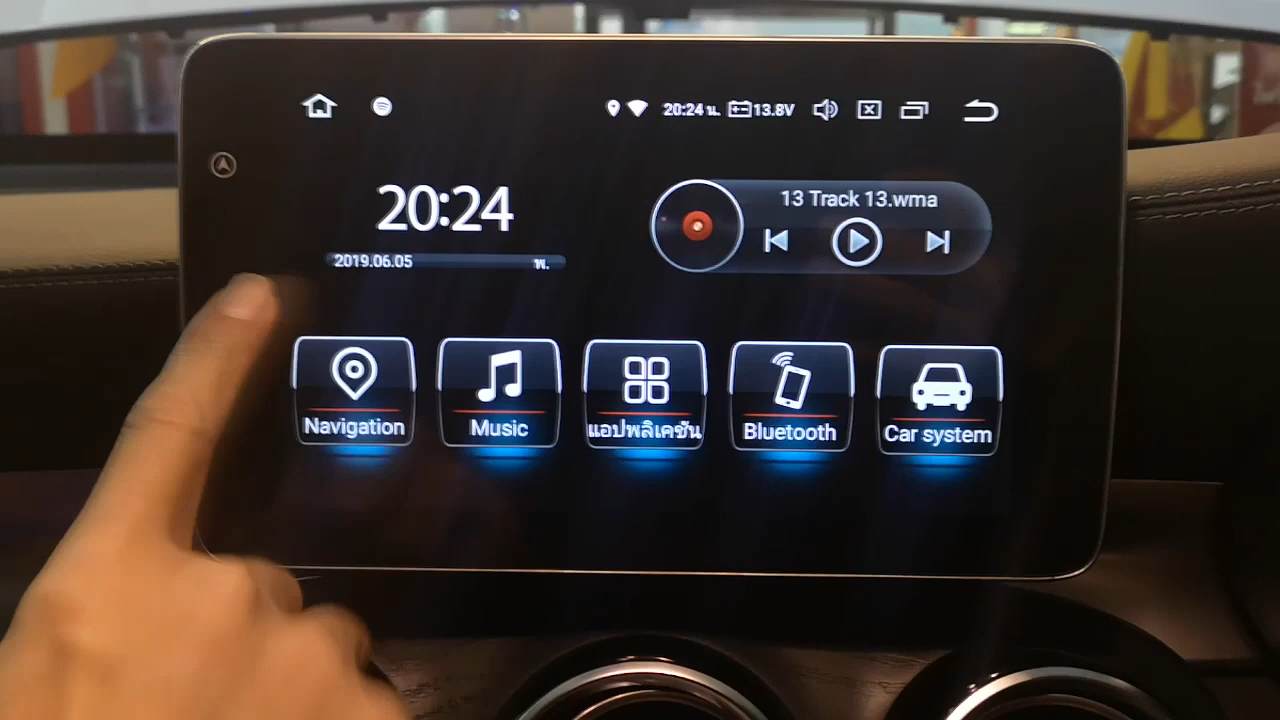 20:24 น. 13.8V
20:24
2019.06.05 พ.
13 Track 13.wma
Navigation
Music
แอปพลิเคชัน
Bluetooth
Car system